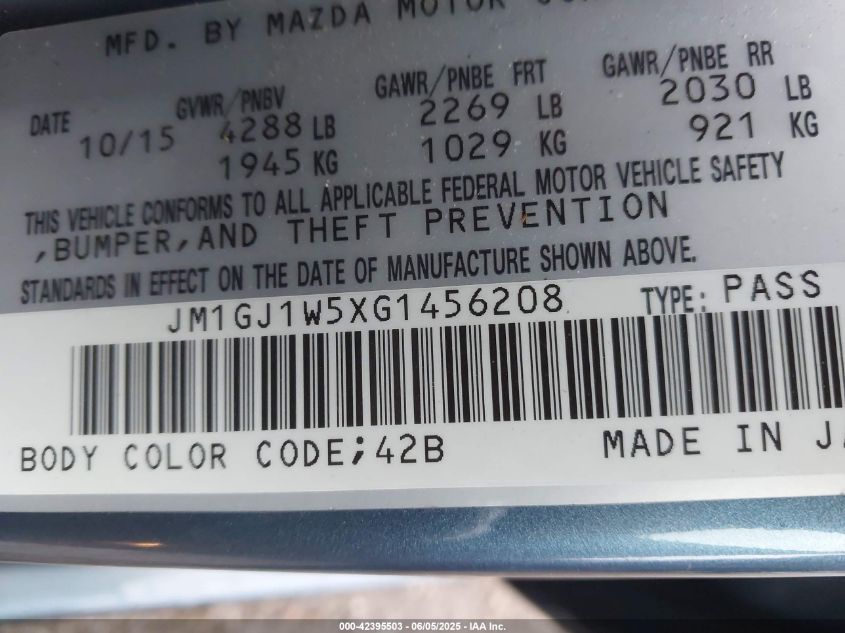 MFD. BY MAZDA MOTOR
DATE GVWR/PNBV GAWR/PNBE FRT GAWR/PNBE RR
10/15 4288 LB 2269 LB 2030 LB
1945 KG 1029 KG 921 KG
THIS VEHICLE CONFORMS TO ALL APPLICABLE FEDERAL MOTOR VEHICLE SAFETY
,BUMPER,AND THEFT PREVENTION
STANDARDS IN EFFECT ON THE DATE OF MANUFACTURE SHOWN ABOVE.
JM1GJ1W5XG1456208 TYPE: PASS
BODY COLOR CODE;42B MADE IN
000-42395503 - 06/05/2025 - IAA Inc.